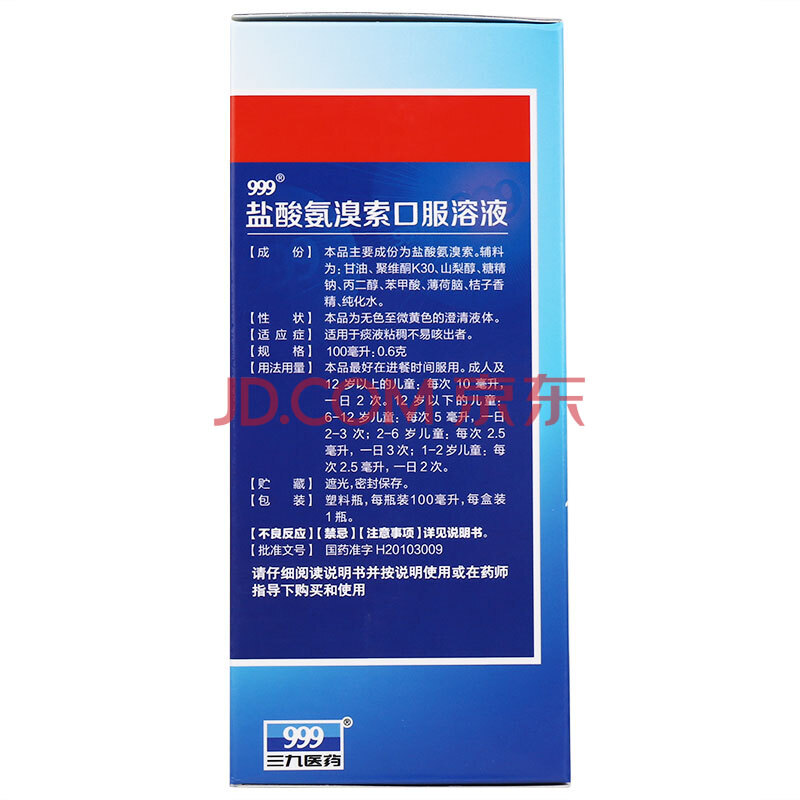 999®
盐酸氨溴索口服溶液
【成 份】 本品主要成份为盐酸氨溴索。辅料
为:甘油、聚维酮K30、山梨醇、糖精
钠、丙二醇、苯甲酸、薄荷脑、桔子香
精、纯化水。
【性 状】 本品为无色至微黄色的澄清液体。
【适应症】 适用于痰液粘稠不易咳出者。
【规 格】 100毫升:0.6克
【用法用量】 本品最好在进餐时间服用。成人及
12 岁以上的儿童:每次 10 毫升,
一日 2 次。12 岁以下的儿童:
6-12 岁儿童:每次 5 毫升,一日
2-3 次;2-6 岁儿童:每次 2.5
毫升,一日 3 次;1-2 岁儿童:每
次 2.5 毫升,一日 2 次。
JD.COM 京东
【贮 藏】 遮光,密封保存。
【包 装】 塑料瓶,每瓶装100毫升,每盒装
1 瓶。
【不良反应】【禁忌】【注意事项】详见说明书。
【批准文号】 国药准字 H20103009
请仔细阅读说明书并按说明使用或在药师
指导下购买和使用
999®
三九医药